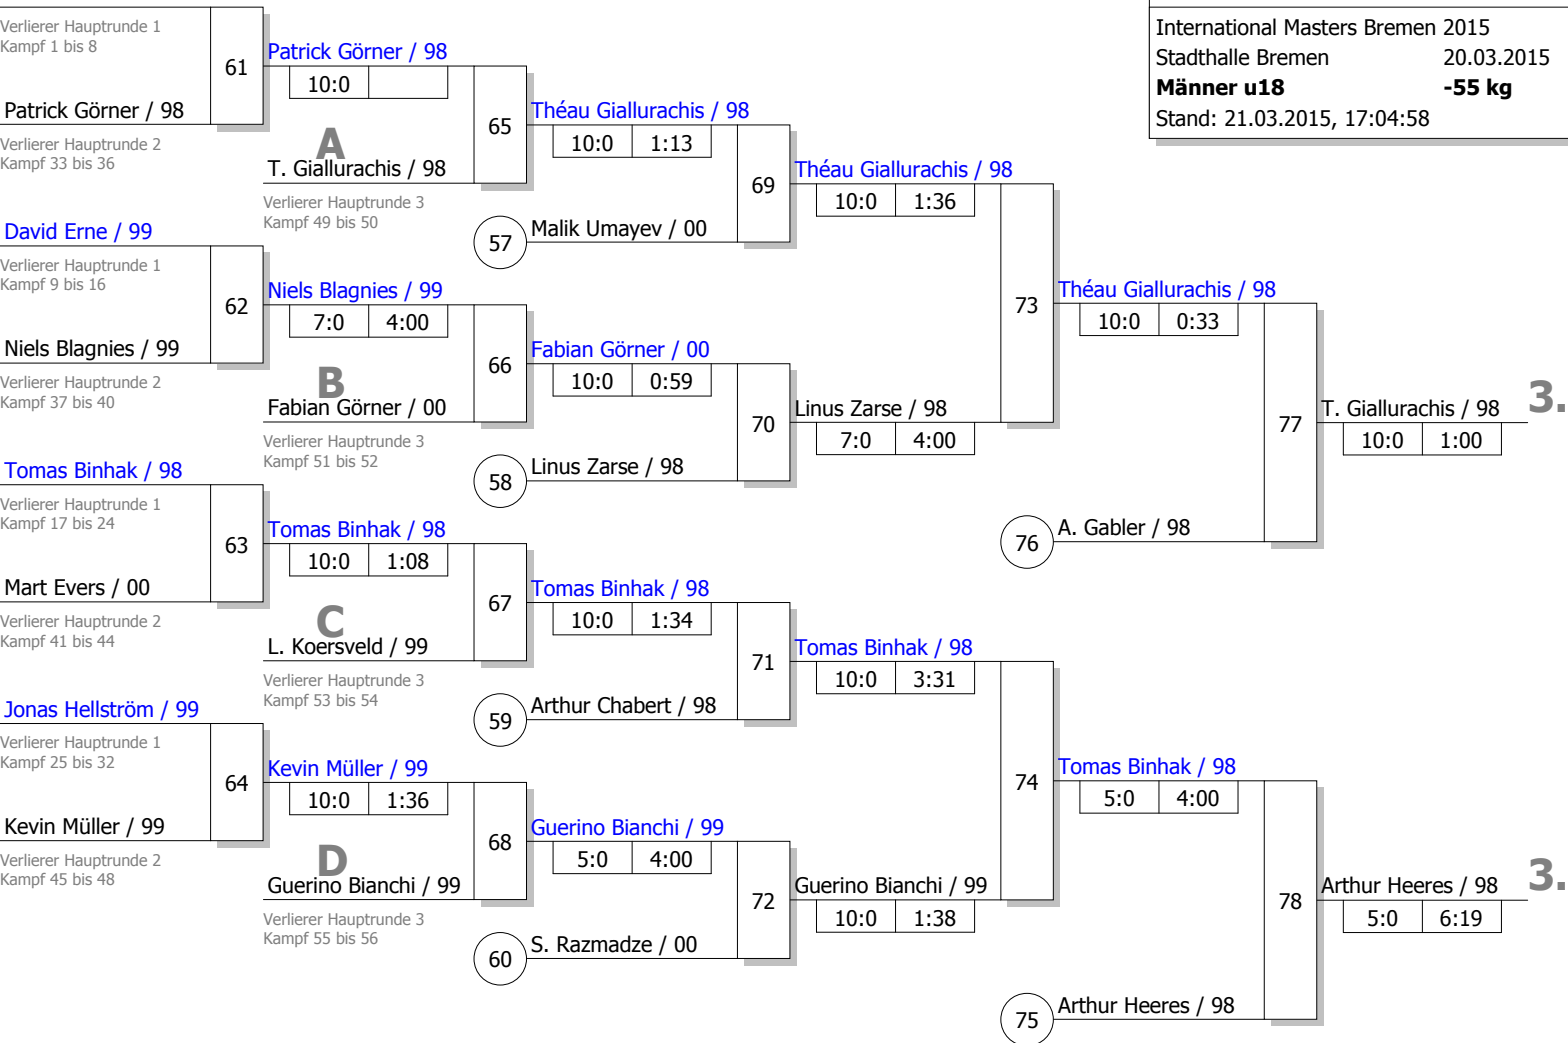 International Masters Bremen 2015
Stadthalle Bremen 20.03.2015
Männer u18 -55 kg
Stand: 21.03.2015, 17:04:58
Verlierer Hauptrunde 1
Kampf 1 bis 8
61
Patrick Görner / 98
10:0
Patrick Görner / 98
Verlierer Hauptrunde 2
Kampf 33 bis 36
A
T. Giallurachis / 98
Verlierer Hauptrunde 3
Kampf 49 bis 50
65
Théau Giallurachis / 98
10:0 1:13
57
Malik Umayev / 00
69
Théau Giallurachis / 98
10:0 1:36
David Erne / 99
Verlierer Hauptrunde 1
Kampf 9 bis 16
62
Niels Blagnies / 99
7:0 4:00
Niels Blagnies / 99
Verlierer Hauptrunde 2
Kampf 37 bis 40
B
Fabian Görner / 00
Verlierer Hauptrunde 3
Kampf 51 bis 52
66
Fabian Görner / 00
10:0 0:59
58
Linus Zarse / 98
70
Linus Zarse / 98
7:0 4:00
73
Théau Giallurachis / 98
10:0 0:33
76
A. Gabler / 98
77
T. Giallurachis / 98
10:0 1:00
3.
Tomas Binhak / 98
Verlierer Hauptrunde 1
Kampf 17 bis 24
63
Tomas Binhak / 98
10:0 1:08
Mart Evers / 00
Verlierer Hauptrunde 2
Kampf 41 bis 44
C
L. Koersveld / 99
Verlierer Hauptrunde 3
Kampf 53 bis 54
67
Tomas Binhak / 98
10:0 1:34
59
Arthur Chabert / 98
71
Tomas Binhak / 98
10:0 3:31
Jonas Hellström / 99
Verlierer Hauptrunde 1
Kampf 25 bis 32
64
Kevin Müller / 99
10:0 1:36
Kevin Müller / 99
Verlierer Hauptrunde 2
Kampf 45 bis 48
D
Guerino Bianchi / 99
Verlierer Hauptrunde 3
Kampf 55 bis 56
68
Guerino Bianchi / 99
5:0 4:00
60
S. Razmadze / 00
72
Guerino Bianchi / 99
10:0 1:38
74
Tomas Binhak / 98
5:0 4:00
75
Arthur Heeres / 98
78
Arthur Heeres / 98
5:0 6:19
3.